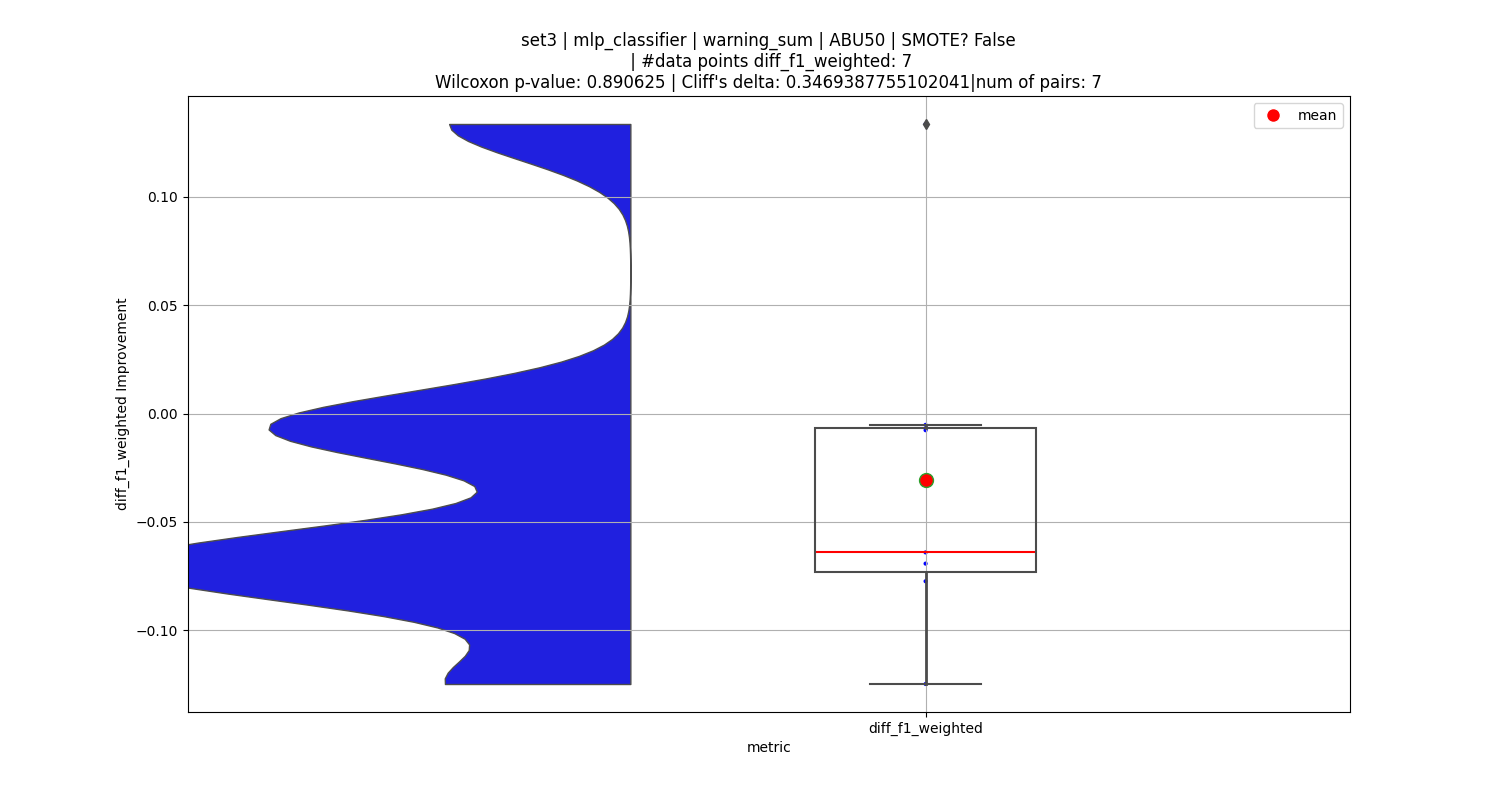 set3 | mlp_classifier | warning_sum | ABU50 | SMOTE? False
| #data points diff_f1_weighted: 7
Wilcoxon p-value: 0.890625 | Cliff's delta: 0.3469387755102041|num of pairs: 7
mean
0.10
0.05
0.00
−0.05
−0.10
diff_f1_weighted Improvement
diff_f1_weighted
metric